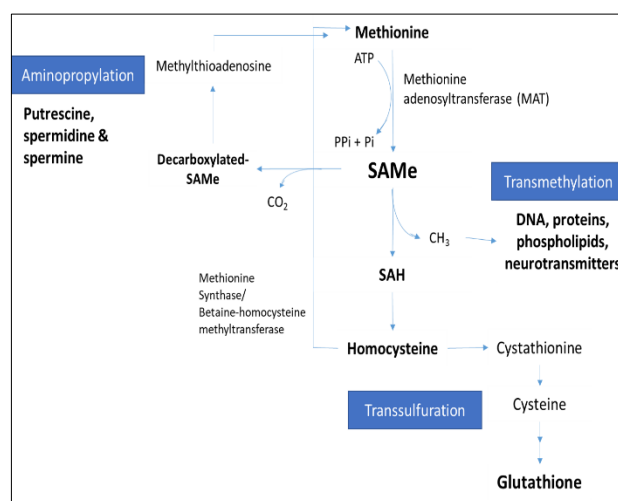 Methionine
Aminopropylation
Methylthioadenosine
ATP
Methionine
adenosyltransferase (MAT)
Putrescine,
spermidine &
spermine
PPi + Pi
Decarboxylated-
SAMe
SAMe
CO2
Transmethylation
DNA, proteins,
phospholipids,
neurotransmitters
CH3
SAH
Methionine
Synthase/
Betaine-homocysteine
methyltransferase
Homocysteine
Cystathionine
Transsulfuration
Cysteine
Glutathione